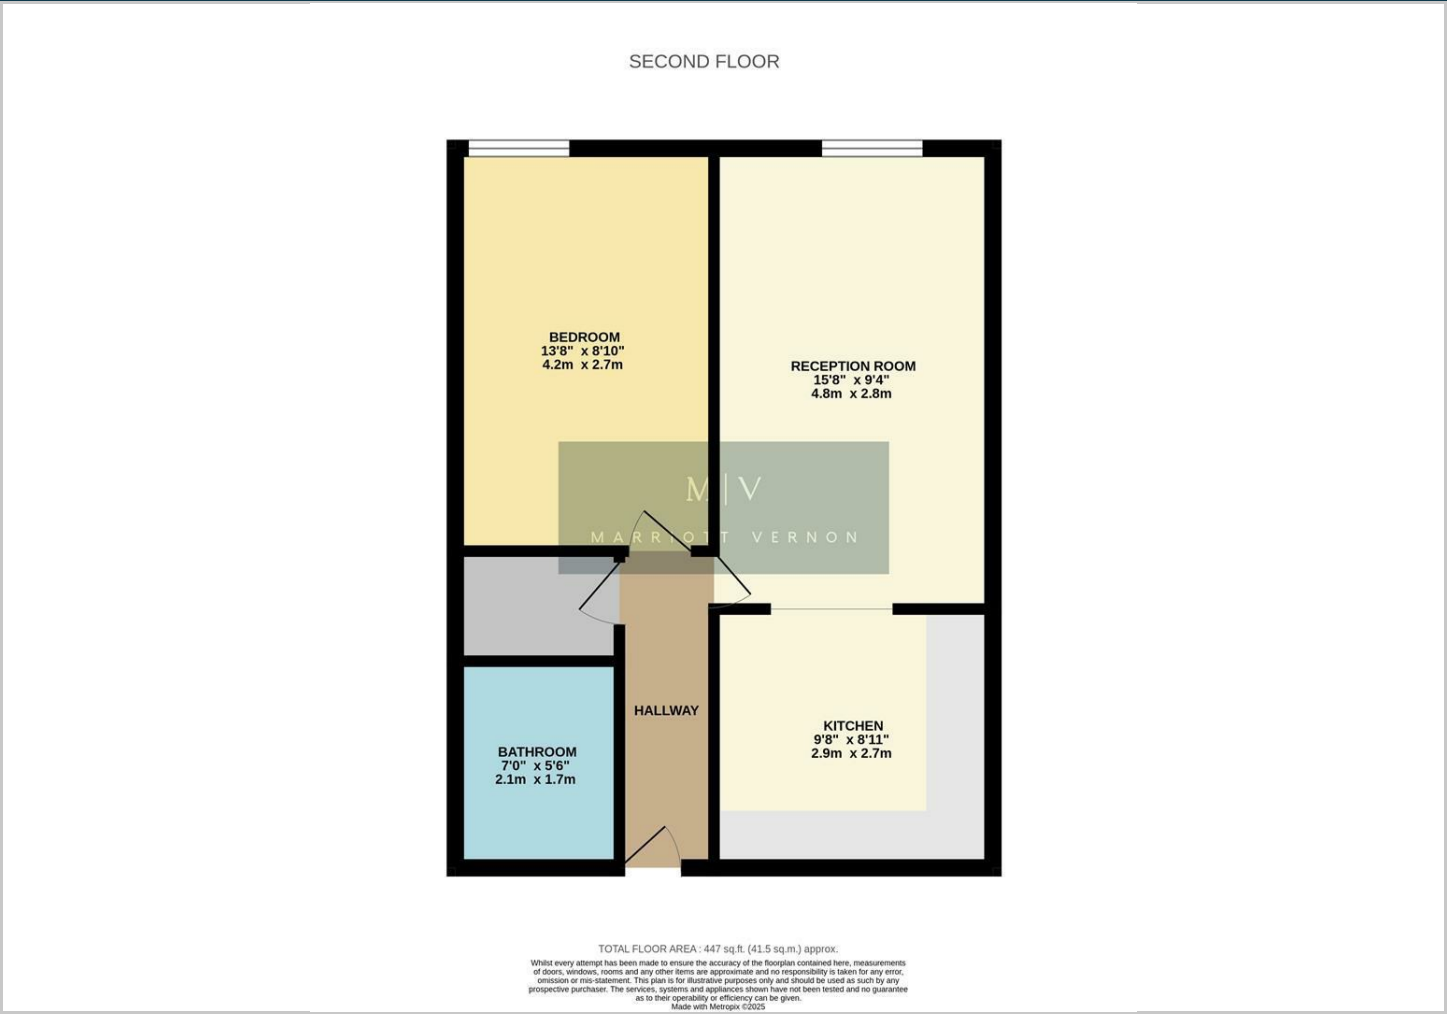 SECOND FLOOR
BEDROOM
13'8" x 8'10"
4.2m x 2.7m
RECEPTION ROOM
15'8" x 9'4"
4.8m x 2.8m
M|V
MARRIOTT VERNON
HALLWAY
KITCHEN
9'8" x 8'11"
2.9m x 2.7m
BATHROOM
7'0" x 5'6"
2.1m x 1.7m
TOTAL FLOOR AREA : 447 sq.ft. (41.5 sq.m.) approx.
Whilst every attempt has been made to ensure the accuracy of the floorplan contained here, measurements
of doors, windows, rooms and any other items are approximate and no responsibility is taken for any error,
omission or mis-statement. This plan is for illustrative purposes only and should be used as such by any
prospective purchaser. The services, systems and appliances shown have not been tested and no guarantee
as to their operability or efficiency can be given.
Made with Metropix ©2025